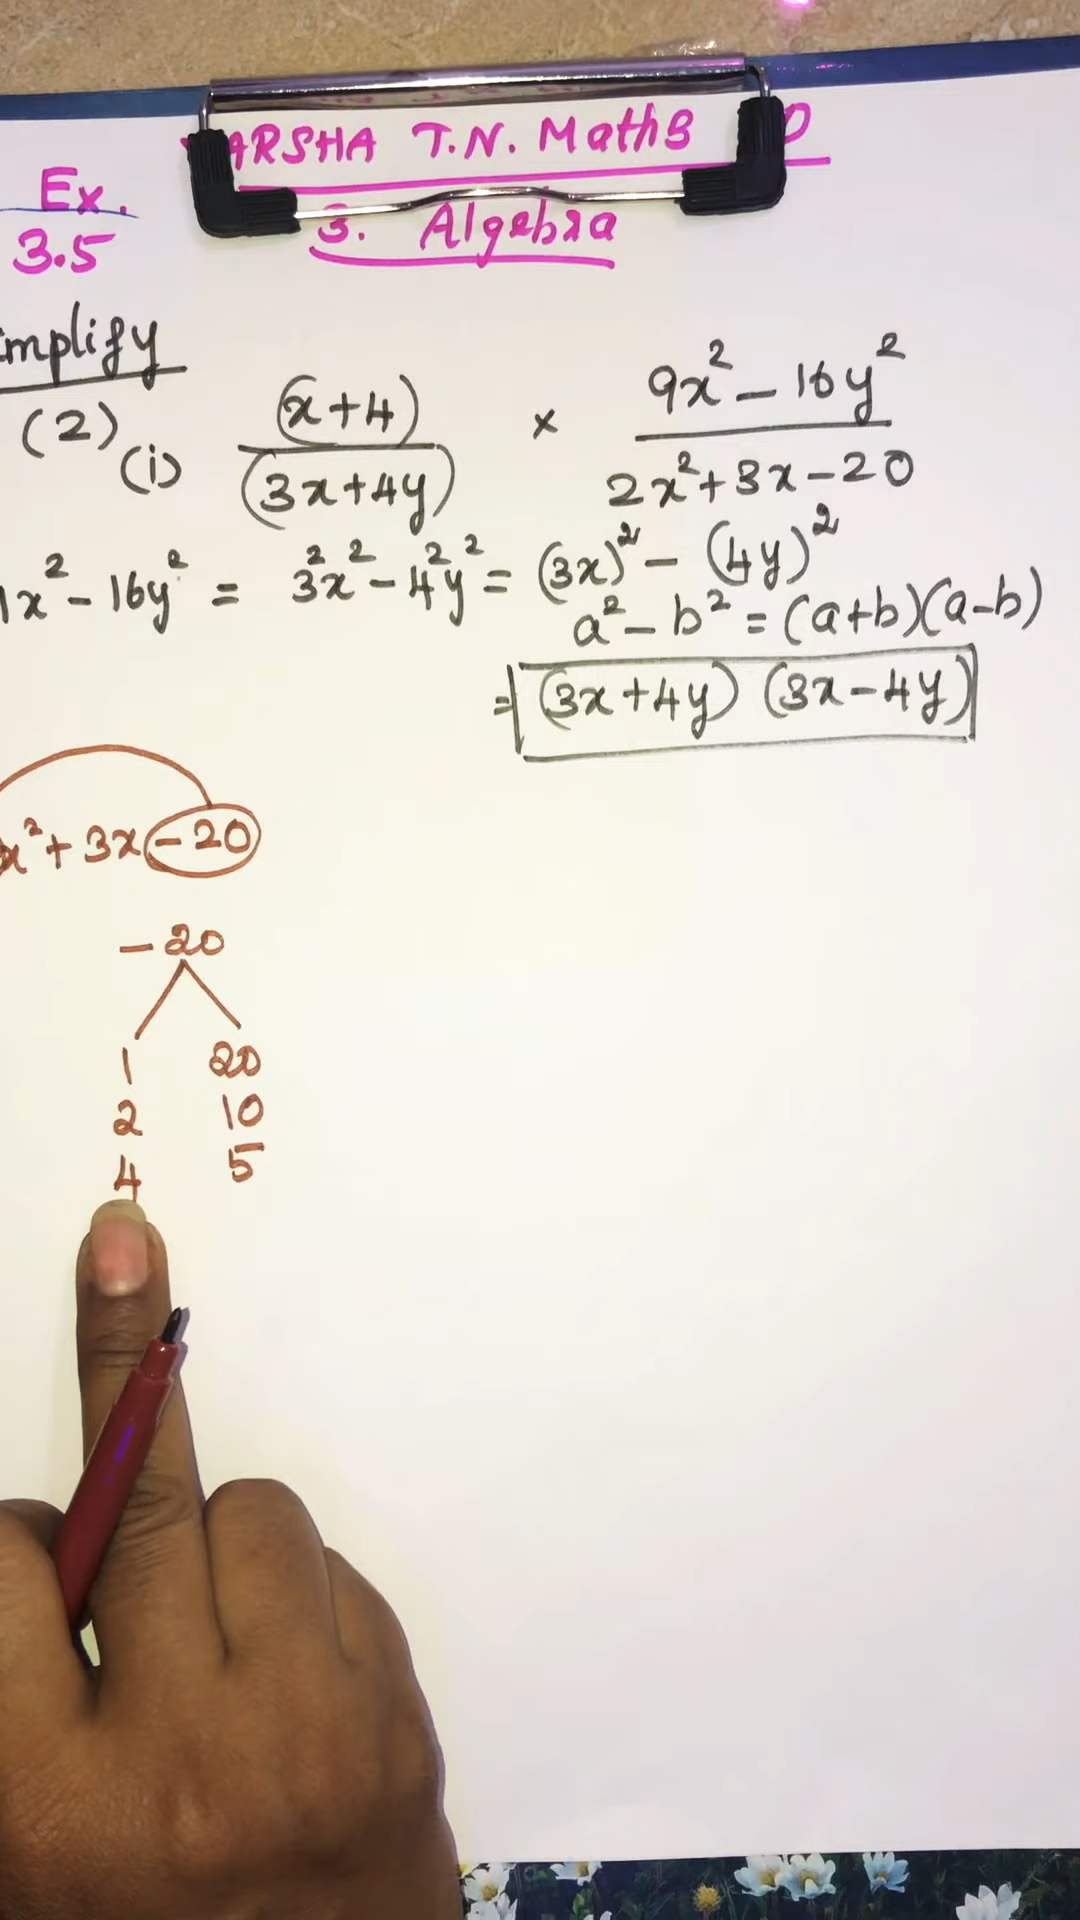 ARSHA T.N. Maths
Ex.
3.5
3. Algebra
implify
(2) (i) (x+4)/(3x+4y) × 9x²-16y²/2x²+3x-20
x²-16y² = 3²x²-4²y² = (3x)²-(4y)²
a²-b²=(a+b)(a-b)
= (3x+4y) (3x-4y)
x²+3x-20
-20
1 20
2 10
4 5